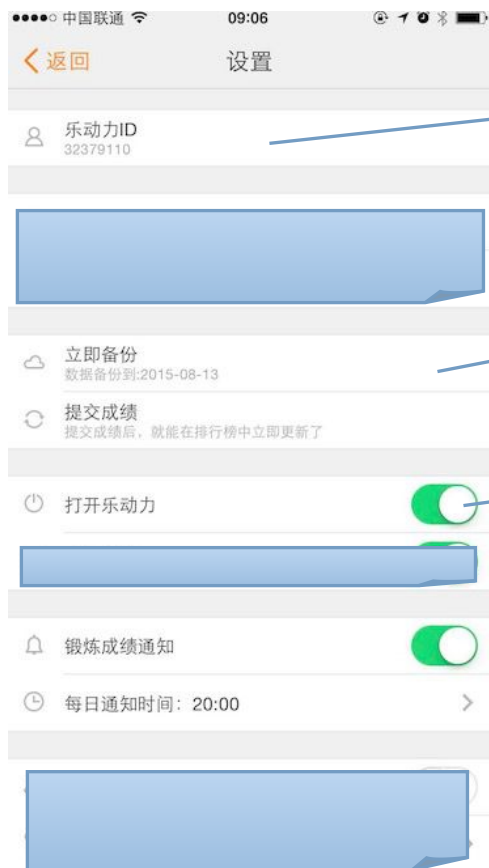 中国联通 09:06
返回 设置
乐动力ID
32379110
立即备份
数据备份到:2015-08-13
提交成绩
提交成绩后，就能在排行榜中立即更新了
打开乐动力
锻炼成绩通知
每日通知时间：20:00